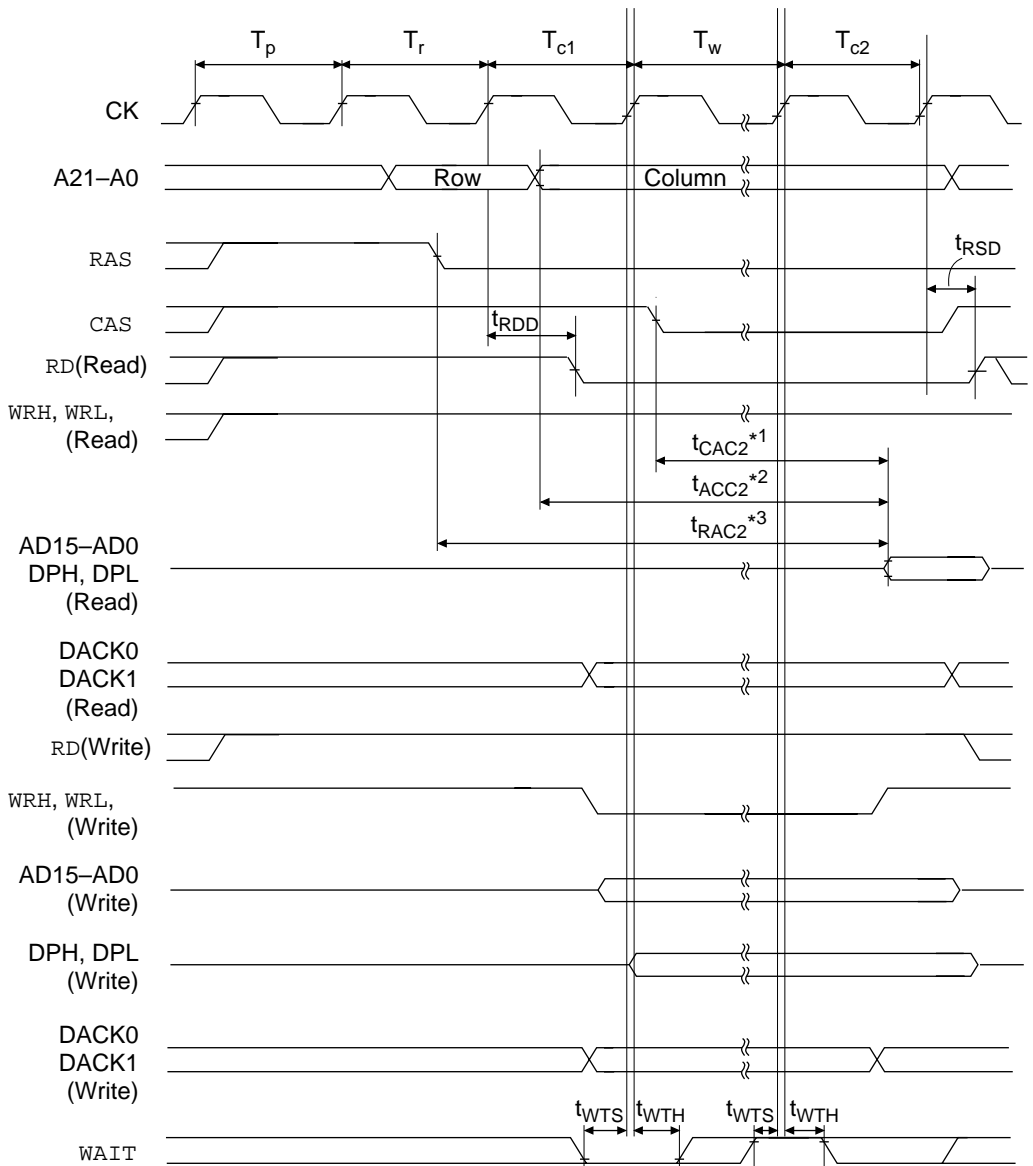 Tp Tr Tc1 Tw Tc2
CK
A21–A0 Row Column
RAS
tRSD
CAS
tRDD
RD(Read)
WRH, WRL,
(Read)
tCAC2*1
tACC2*2
tRAC2*3
AD15–AD0
DPH, DPL
(Read)
DACK0
DACK1
(Read)
RD(Write)
WRH, WRL,
(Write)
AD15–AD0
(Write)
DPH, DPL
(Write)
DACK0
DACK1
(Write)
tWTS tWTH tWTS tWTH
WAIT